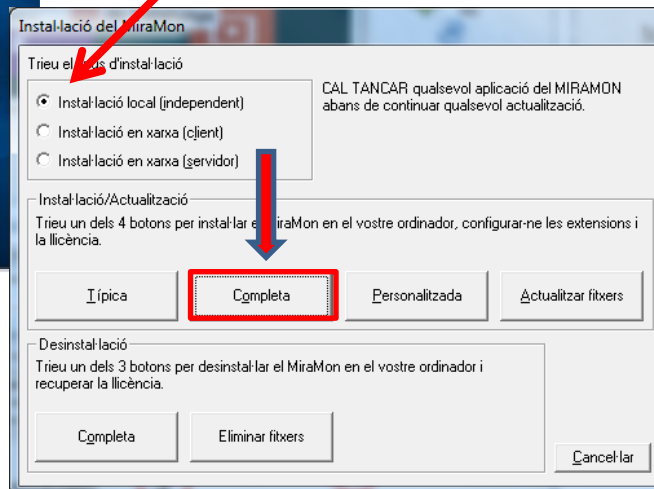 Instal·lació del MiraMon
Trieu el d'instal·lació
Instal·lació local (independent)
Instal·lació en xarxa (client)
Instal·lació en xarxa (servidor)
CAL TANCAR qualsevol aplicació del MIRAMON
abans de continuar qualsevol actualització.
Instal·lació/Actualització
Trieu un dels 4 botons per instal·lar el MiraMon en el vostre ordinador, configurar-ne les extensions i
la llicència.
Típica
Completa
Personalitzada
Actualitzar fitxers
Desinstal·lació
Trieu un dels 3 botons per desinstal·lar el MiraMon en el vostre ordinador i
recuperar la llicència.
Completa
Eliminar fitxers
Cancel·lar